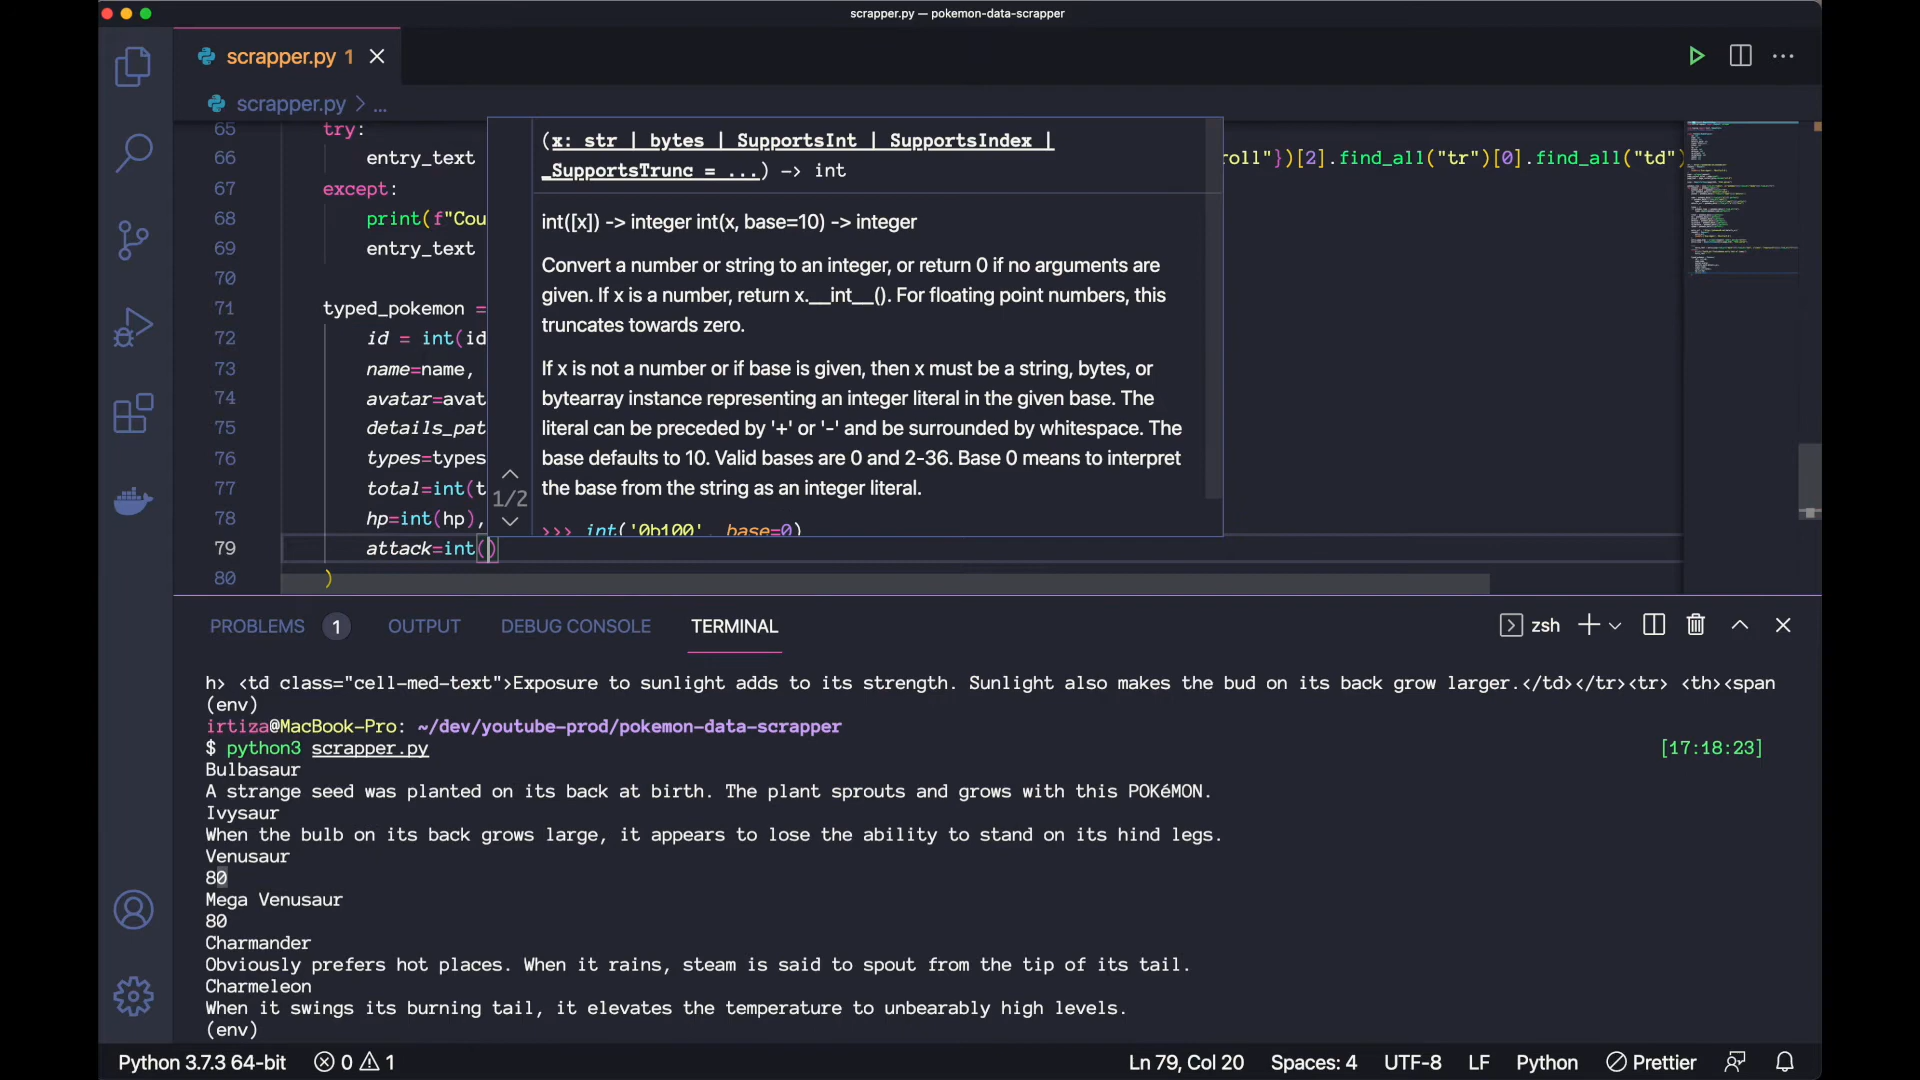 scrapper.py — pokemon-data-scrapper
scrapper.py 1
scrapper.py > ...
65 try:
66 entry_text
67 except:
68 print(f"Cou
69 entry_text
70
71 typed_pokemon =
72 id = int(id
73 name=name,
74 avatar=avat
75 details_pat
76 types=types
77 total=int(t
78 hp=int(hp),
79 attack=int()
80 )
roll"})[2].find_all("tr")[0].find_all("td")
(x: str | bytes | SupportsInt | SupportsIndex |
_SupportsTrunc = ...) -> int
int([x]) -> integer int(x, base=10) -> integer
Convert a number or string to an integer, or return 0 if no arguments are
given. If x is a number, return x.__int__(). For floating point numbers, this
truncates towards zero.
If x is not a number or if base is given, then x must be a string, bytes, or
bytearray instance representing an integer literal in the given base. The
literal can be preceded by '+' or '-' and be surrounded by whitespace. The
base defaults to 10. Valid bases are 0 and 2-36. Base 0 means to interpret
the base from the string as an integer literal.
1/2
>>> int('0b100', base=0)
PROBLEMS 1 OUTPUT DEBUG CONSOLE TERMINAL zsh
h> <td class="cell-med-text">Exposure to sunlight adds to its strength. Sunlight also makes the bud on its back grow larger.</td></tr><tr> <th><span
(env)
irtiza@MacBook-Pro: ~/dev/youtube-prod/pokemon-data-scrapper
$ python3 scrapper.py [17:18:23]
Bulbasaur
A strange seed was planted on its back at birth. The plant sprouts and grows with this POKéMON.
Ivysaur
When the bulb on its back grows large, it appears to lose the ability to stand on its hind legs.
Venusaur
80
Mega Venusaur
80
Charmander
Obviously prefers hot places. When it rains, steam is said to spout from the tip of its tail.
Charmeleon
When it swings its burning tail, it elevates the temperature to unbearably high levels.
(env)
Python 3.7.3 64-bit 0 1 Ln 79, Col 20 Spaces: 4 UTF-8 LF Python Prettier